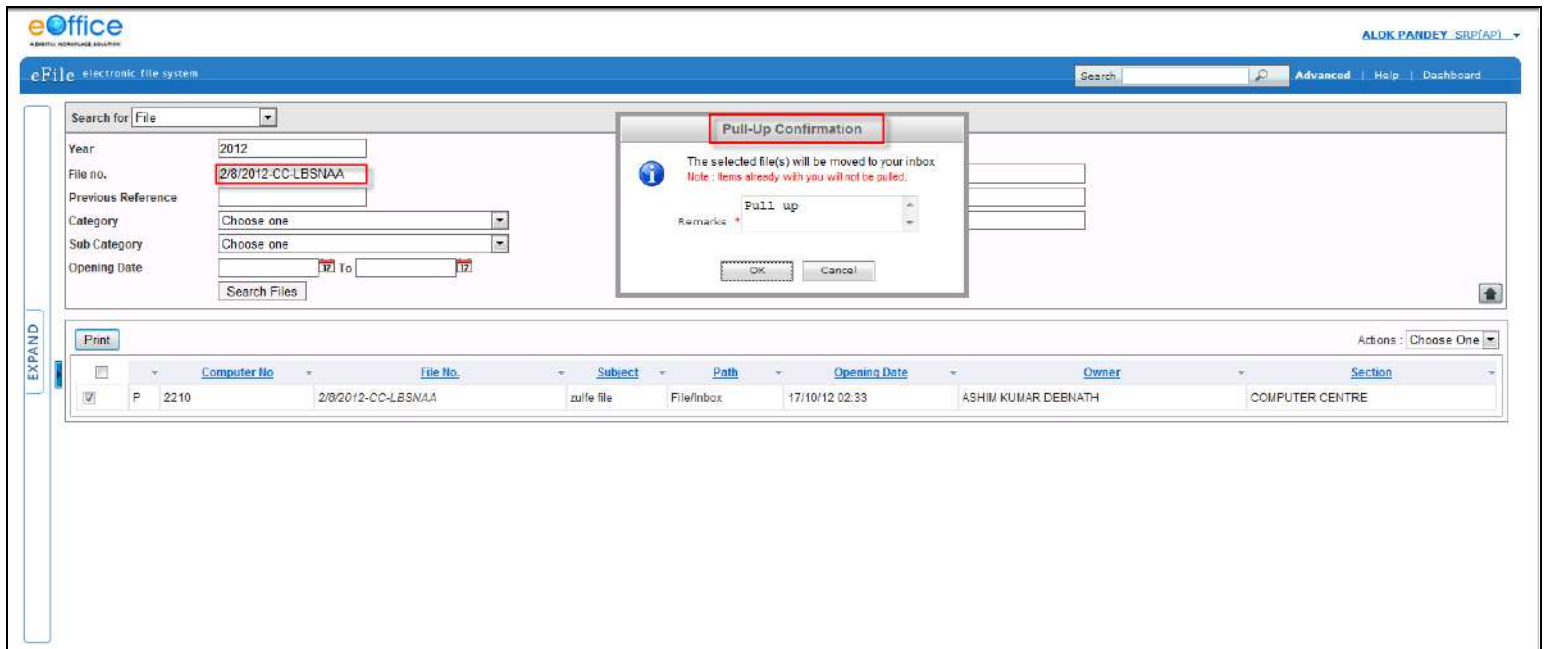 eOffice
A DIGITAL WORKPLACE SOLUTION
ALOK PANDEY SRP(AP)
eFile electronic file system
Search
Advanced | Help | Dashboard
Search for File
Year 2012
File no. 2/8/2012-CC-LBSNAA
Previous Reference
Category Choose one
Sub Category Choose one
Opening Date 12 To 12
Search Files
Pull-Up Confirmation
The selected file(s) will be moved to your inbox
Note : Items already with you will not be pulled.
Remarks * Pull up
OK Cancel
EXPAND
Print
Actions : Choose One
Computer No File No. Subject Path Opening Date Owner Section
P 2210 2/8/2012-CC-LBSNAA zulfe file File/Inbox 17/10/12 02:33 ASHIM KUMAR DEBNATH COMPUTER CENTRE